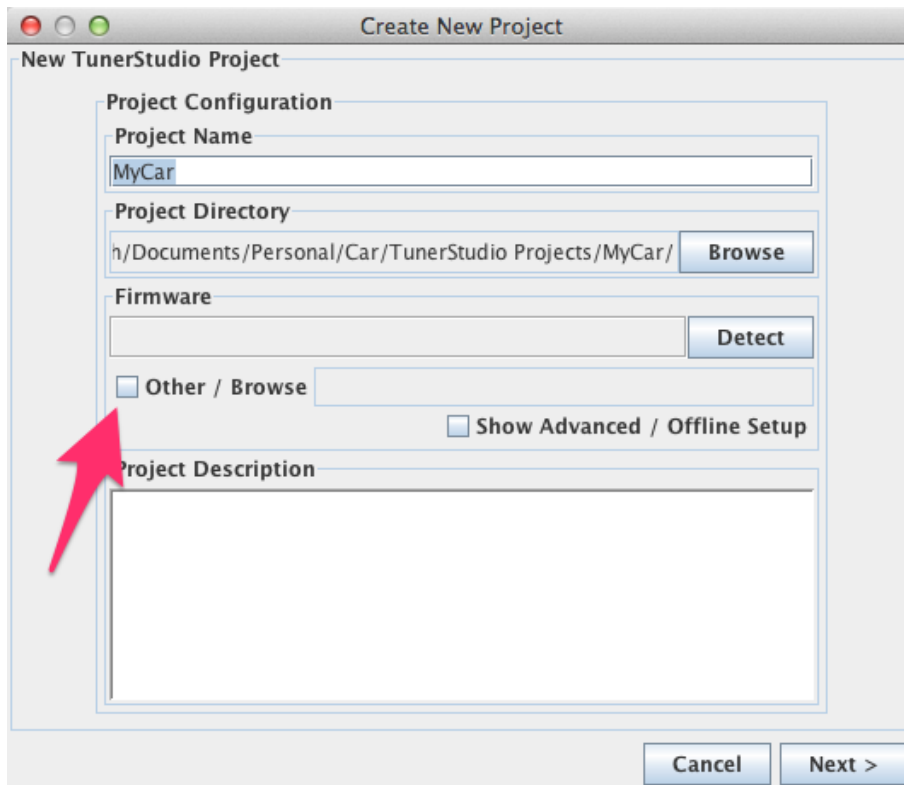 Create New Project
New TunerStudio Project
Project Configuration
Project Name
MyCar
Project Directory
h/Documents/Personal/Car/TunerStudio Projects/MyCar/ Browse
Firmware
Detect
Other / Browse
Show Advanced / Offline Setup
Project Description
Cancel Next >